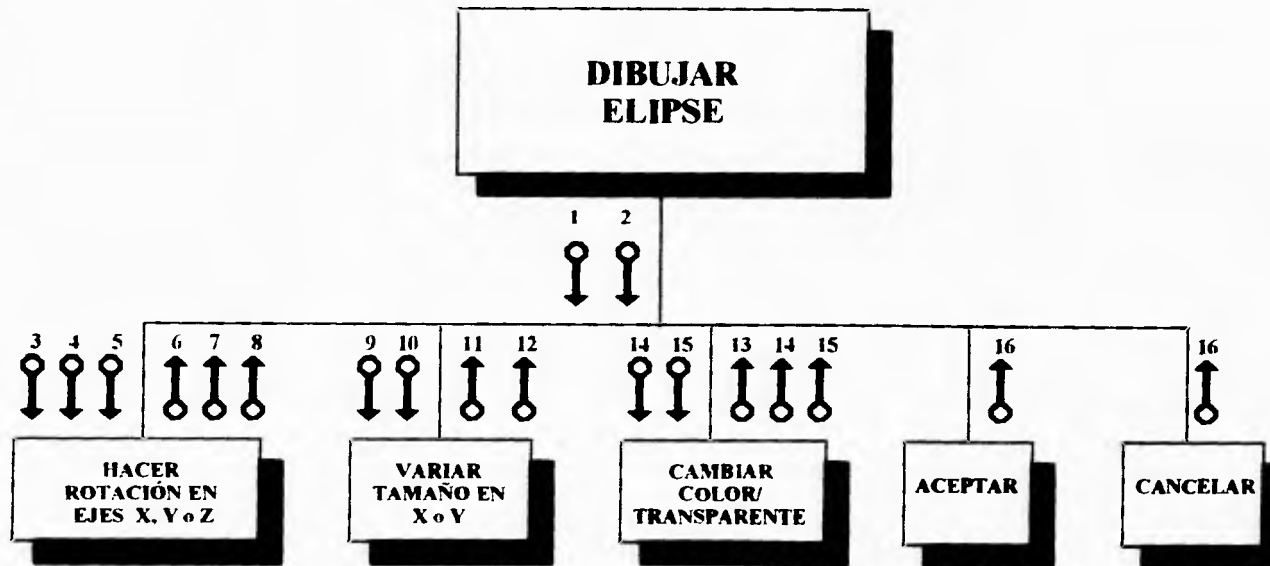 DIBUJAR
ELIPSE
1 2
3 4 5 6 7 8 9 10 11 12 14 15 13 14 15 16 16
HACER
ROTACIÓN EN
EJES X, Y o Z
VARIAR
TAMAÑO EN
X o Y
CAMBIAR
COLOR/
TRANSPARENTE
ACEPTAR
CANCELAR